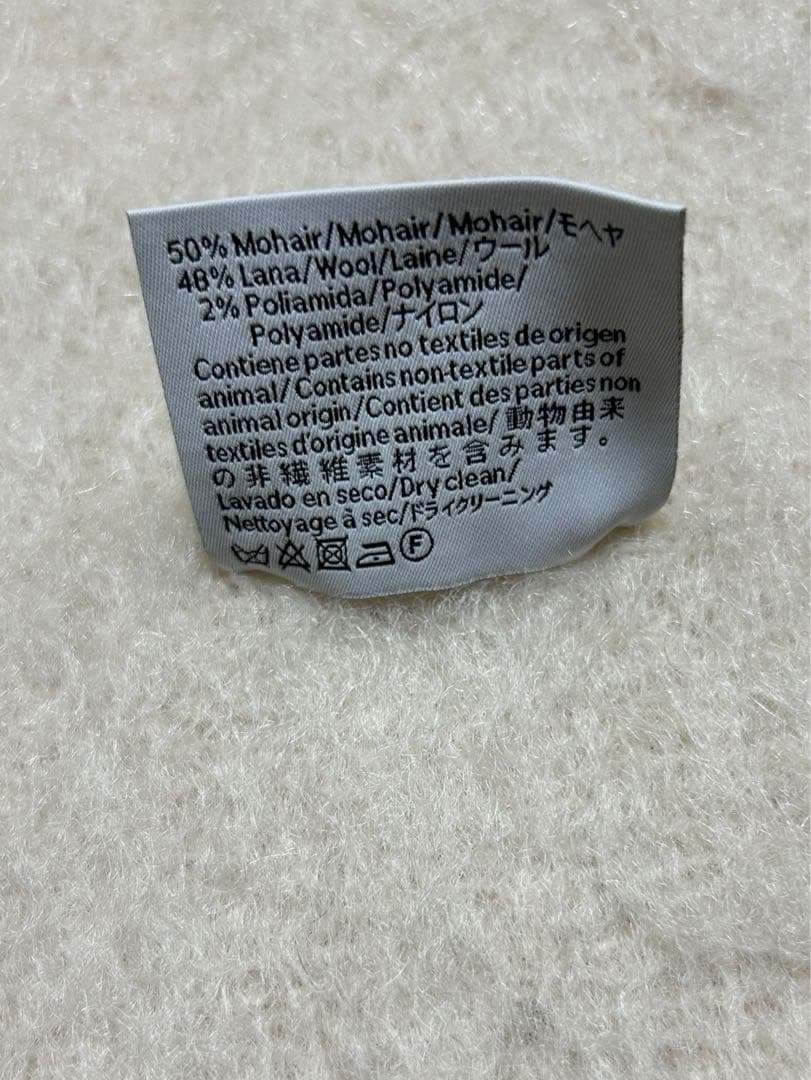 50% Mohair/Mohair/Mohair/モヘヤ
48% Lana/Wool/Laine/ウール
2% Poliamida/Polyamide/
Polyamide/ナイロン
Contiene partes no textiles de origen
animal/Contains non-textile parts of
animal origin/Contient des parties non
textiles d'origine animale/動物由来
の非繊維素材を含みます。
Lavado en seco/Dry clean/
Nettoyage à sec/ドライクリーニング
F